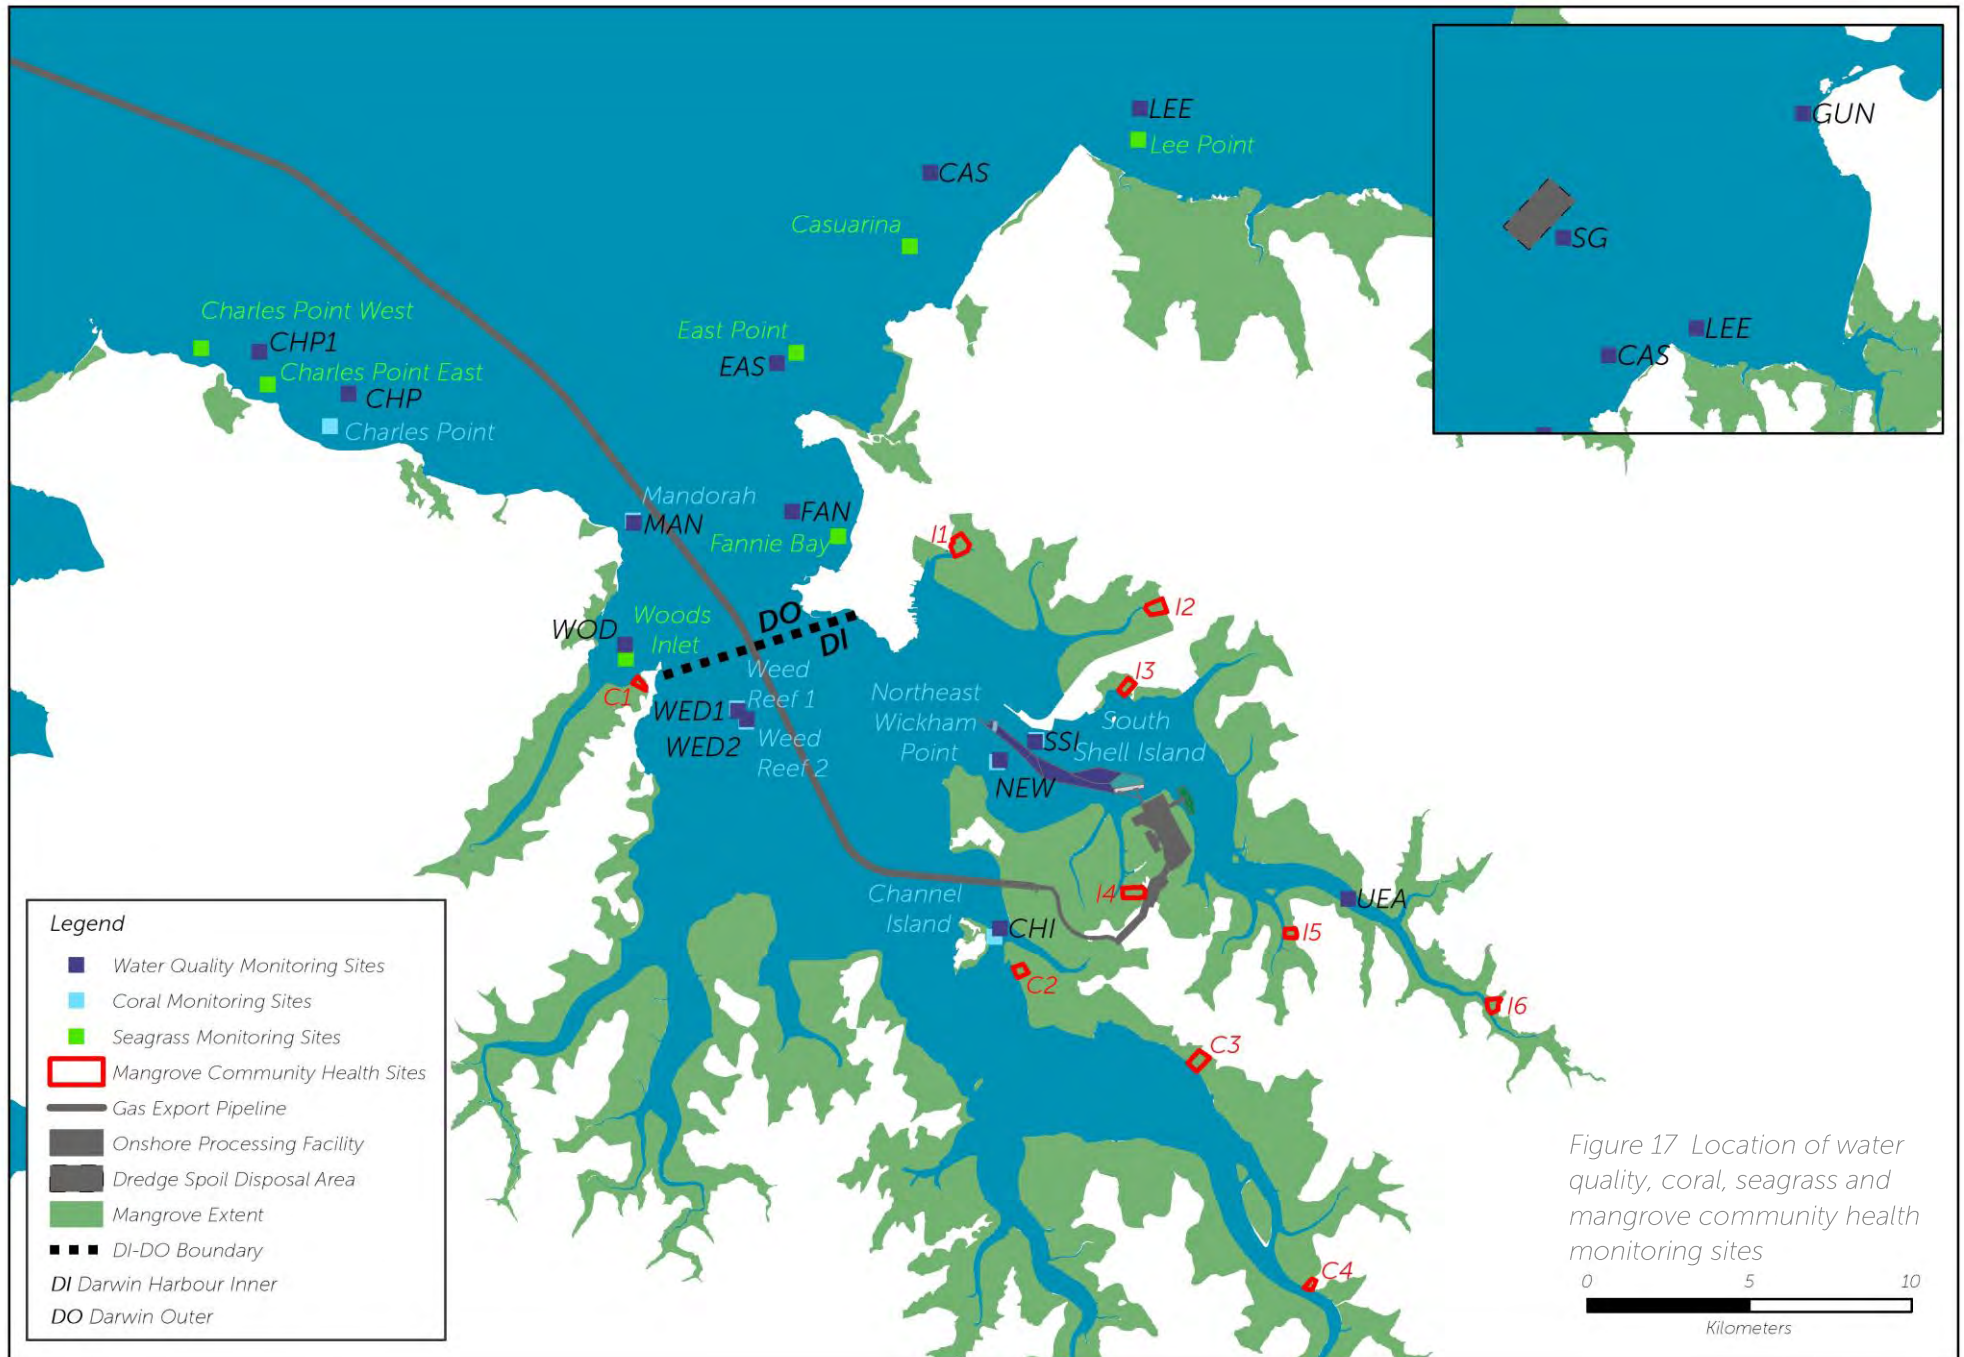 LEE
Lee Point
CAS
Casuarina
GUN
SG
LEE
CAS
Charles Point West
CHP1
Charles Point East
CHP
Charles Point
East Point
EAS
Mandorah
MAN
FAN
Fannie Bay
I1
I2
I3
WOD
Woods
Inlet
C1
DO
DI
Weed
Reef 1
WED1
WED2
Weed
Reef 2
Northeast
Wickham
Point
SSI
South
Shell Island
NEW
Channel
Island
CHI
I4
UEA
I5
I6
C2
C3
C4
Legend
Water Quality Monitoring Sites
Coral Monitoring Sites
Seagrass Monitoring Sites
Mangrove Community Health Sites
Gas Export Pipeline
Onshore Processing Facility
Dredge Spoil Disposal Area
Mangrove Extent
DI-DO Boundary
DI Darwin Harbour Inner
DO Darwin Outer
Figure 17 Location of water
quality, coral, seagrass and
mangrove community health
monitoring sites
0 5 10
Kilometers